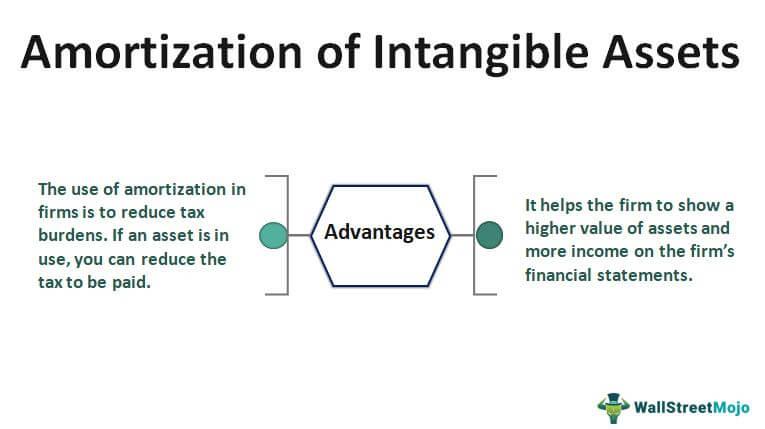 Amortization of Intangible Assets
The use of amortization in
firms is to reduce tax
burdens. If an asset is in
use, you can reduce the
tax to be paid.
Advantages
It helps the firm to show a
higher value of assets and
more income on the firm’s
financial statements.
WallStreetMojo